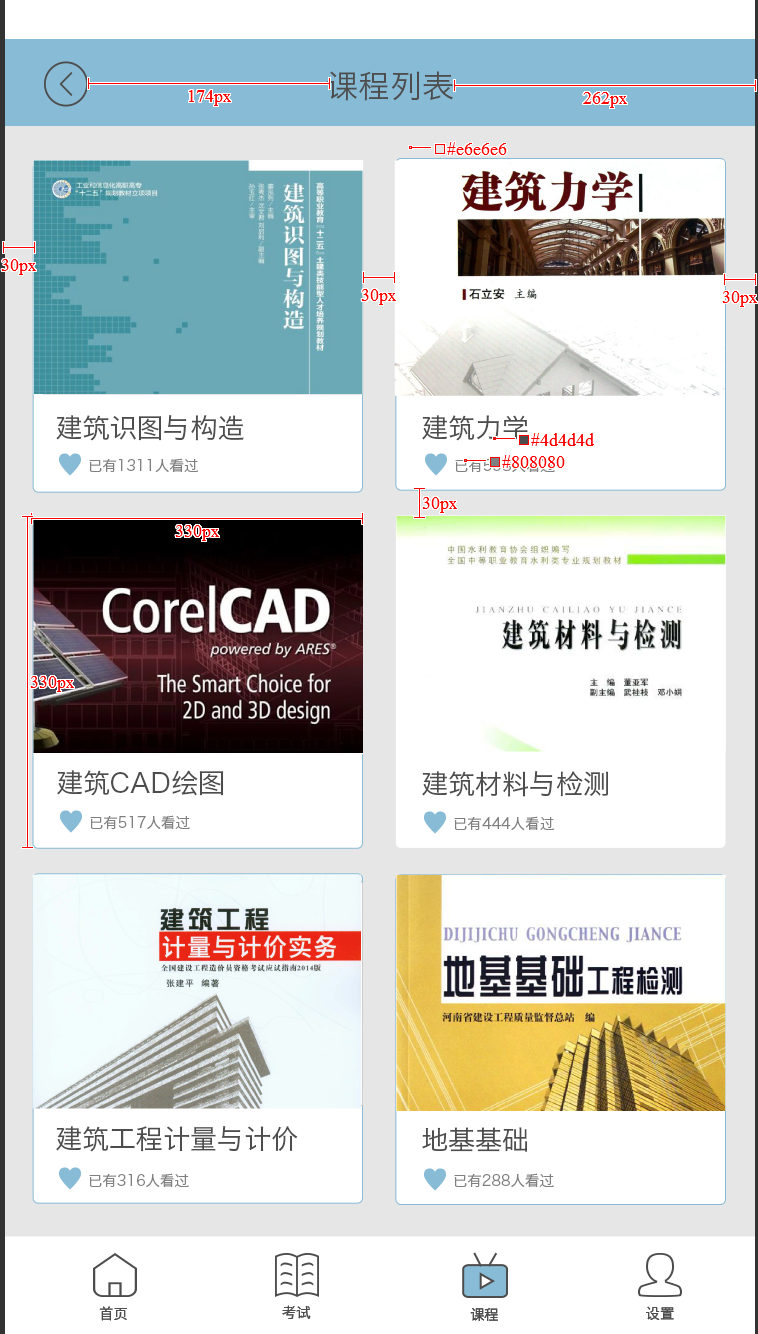 课程列表
174px
262px
#e6e6e6
工业和信息化高职高专
“十二五”规划教材立项项目
高等职业教育“十二五”土建类技能型人才培养规划教材
建筑识图与构造
建筑力学
石立安 主编
30px
30px
30px
建筑识图与构造
已有1311人看过
建筑力学
#4d4d4d
#808080
30px
330px
330px
CorelCAD
powered by ARES®
The Smart Choice for
2D and 3D design
中国水利教育协会组织编写
全国中等职业教育水利类专业规划教材
JIANZHU CAILIAO YU JIANCE
建筑材料与检测
主 编 董亚军
副主编 武桂枝 邓小娟
建筑CAD绘图
已有517人看过
建筑材料与检测
已有444人看过
建筑工程
计量与计价实务
全国建设工程造价员资格考试应试指南2014版
张建平 编著
DIJIJICHU GONGCHENG JIANCE
地基基础工程检测
河南省建设工程质量监督总站 编
建筑工程计量与计价
已有316人看过
地基基础
已有288人看过
首页
考试
课程
设置